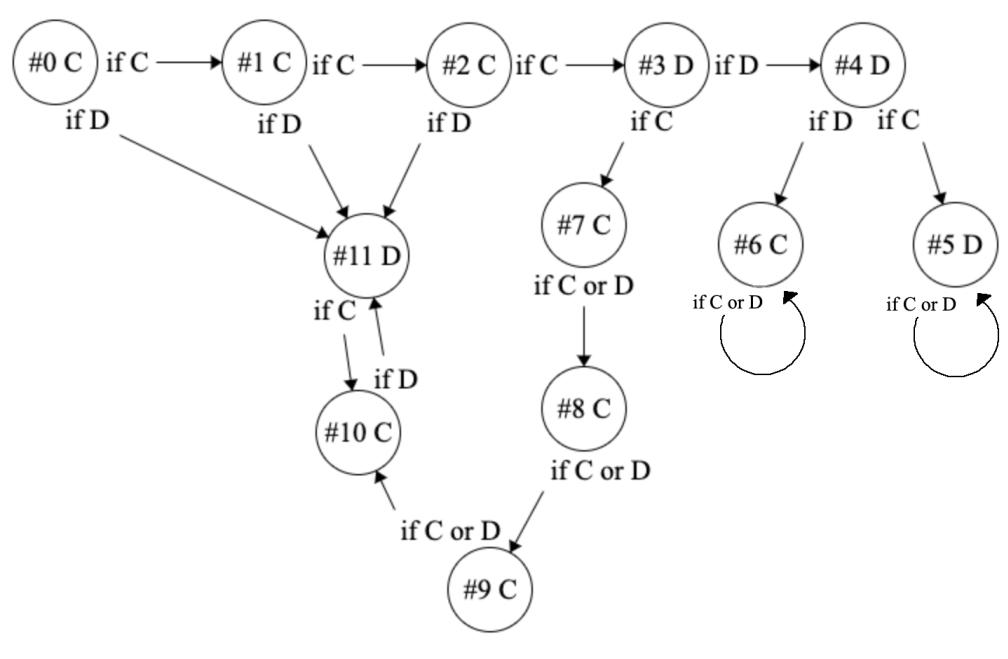 #0 C if C #1 C if C #2 C if C #3 D if D #4 D
if D if D if D if C if D if C
#7 C
#6 C #5 D
#11 D
if C or D
if C or D if C or D
if C
if D
#8 C
#10 C
if C or D
if C or D
#9 C